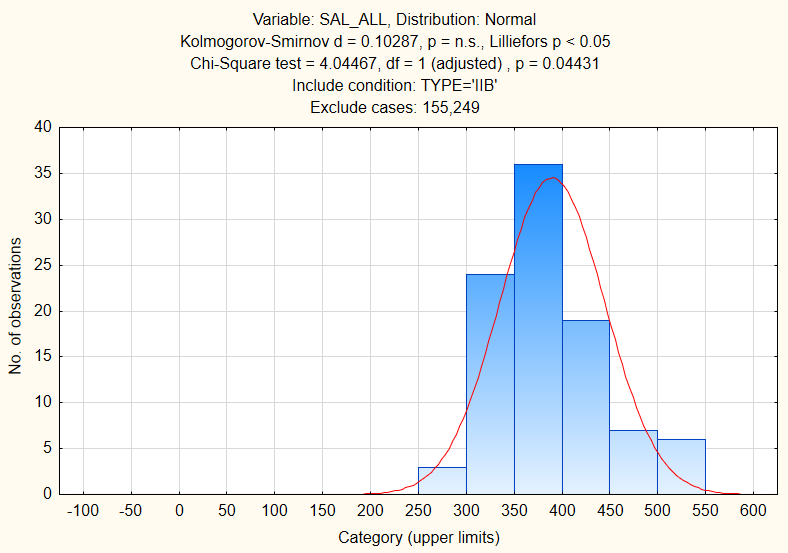 Variable: SAL_ALL, Distribution: Normal
Kolmogorov-Smirnov d = 0.10287, p = n.s., Lilliefors p < 0.05
Chi-Square test = 4.04467, df = 1 (adjusted) , p = 0.04431
Include condition: TYPE='IIB'
Exclude cases: 155,249
40
35
30
25
20
15
10
5
0
No. of observations
-100 -50 0 100 150 200 250 300 350 400 450 500 550 600
Category (upper limits)